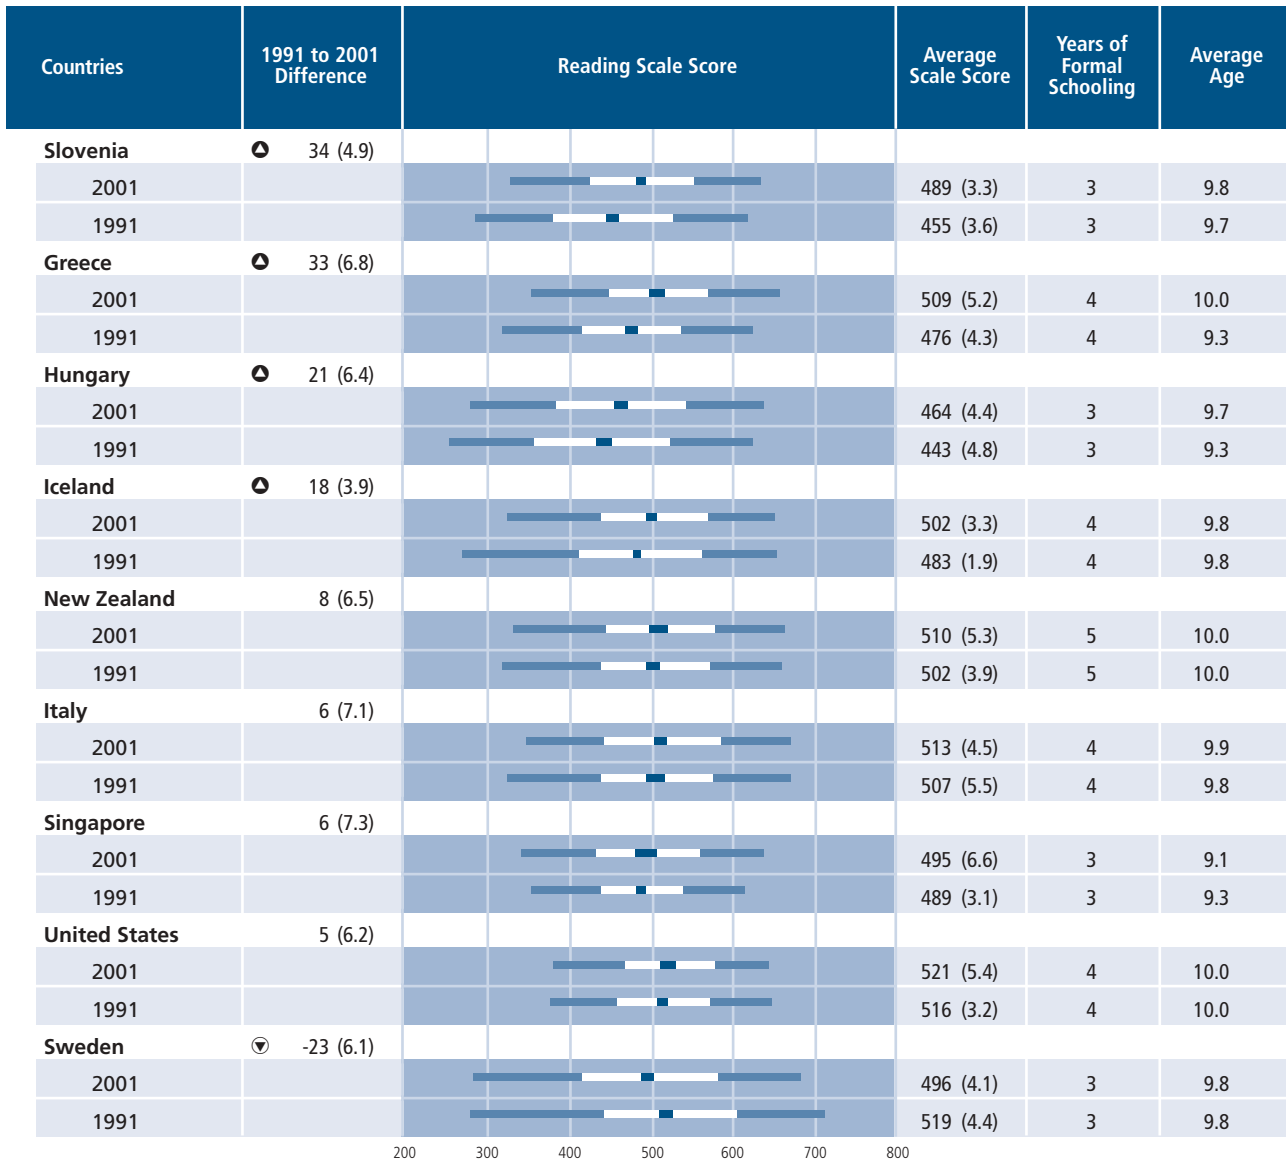 Countries
1991 to 2001
Difference
Reading Scale Score
Average
Scale Score
Years of
Formal
Schooling
Average
Age
Slovenia 34 (4.9)
2001 489 (3.3) 3 9.8
1991 455 (3.6) 3 9.7
Greece 33 (6.8)
2001 509 (5.2) 4 10.0
1991 476 (4.3) 4 9.3
Hungary 21 (6.4)
2001 464 (4.4) 3 9.7
1991 443 (4.8) 3 9.3
Iceland 18 (3.9)
2001 502 (3.3) 4 9.8
1991 483 (1.9) 4 9.8
New Zealand 8 (6.5)
2001 510 (5.3) 5 10.0
1991 502 (3.9) 5 10.0
Italy 6 (7.1)
2001 513 (4.5) 4 9.9
1991 507 (5.5) 4 9.8
Singapore 6 (7.3)
2001 495 (6.6) 3 9.1
1991 489 (3.1) 3 9.3
United States 5 (6.2)
2001 521 (5.4) 4 10.0
1991 516 (3.2) 4 10.0
Sweden -23 (6.1)
2001 496 (4.1) 3 9.8
1991 519 (4.4) 3 9.8
200 300 400 500 600 700 800